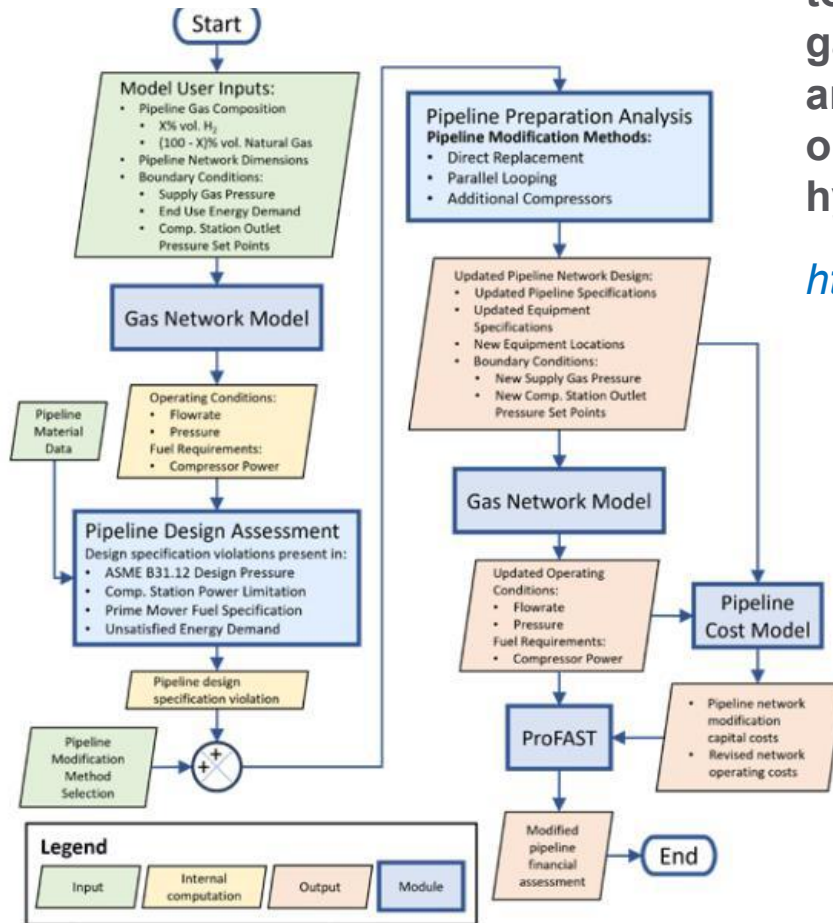 Start
Model User Inputs:
• Pipeline Gas Composition
• X% vol. H₂
• (100 - X)% vol. Natural Gas
• Pipeline Network Dimensions
• Boundary Conditions:
• Supply Gas Pressure
• End Use Energy Demand
• Comp. Station Outlet
Pressure Set Points
Gas Network Model
Operating Conditions:
• Flowrate
• Pressure
Fuel Requirements:
• Compressor Power
Pipeline
Material
Data
Pipeline Design Assessment
Design specification violations present in:
• ASME B31.12 Design Pressure
• Comp. Station Power Limitation
• Prime Mover Fuel Specification
• Unsatisfied Energy Demand
Pipeline design
specification violation
Pipeline
Modification
Method
Selection
+ +
Pipeline Preparation Analysis
Pipeline Modification Methods:
• Direct Replacement
• Parallel Looping
• Additional Compressors
Updated Pipeline Network Design:
• Updated Pipeline Specifications
• Updated Equipment
Specifications
• New Equipment Locations
• Boundary Conditions:
• New Supply Gas Pressure
• New Comp. Station Outlet
Pressure Set Points
Gas Network Model
Updated Operating
Conditions:
• Flowrate
• Pressure
Fuel Requirements:
• Compressor Power
Pipeline
Cost Model
• Pipeline network
modification
capital costs
• Revised network
operating costs
ProFAST
Modified
pipeline
financial
assessment
End
Legend
Input
Internal
computation
Output
Module